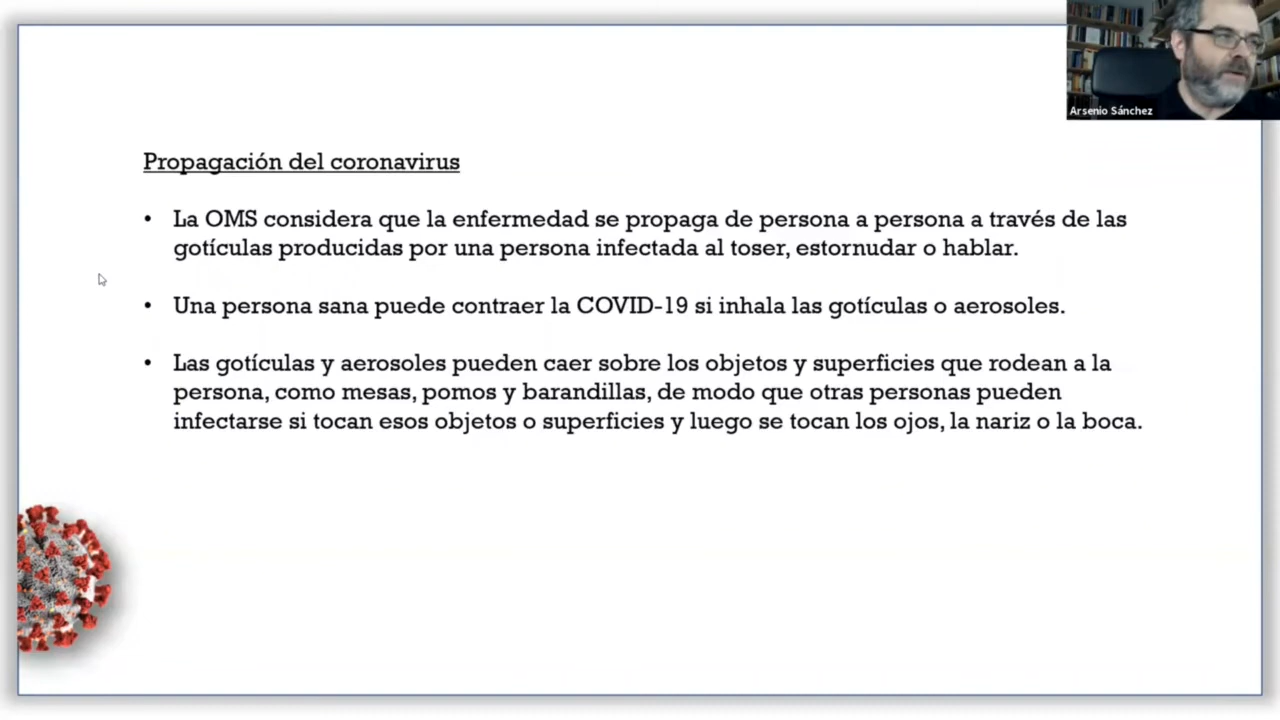 Arsenio Sánchez
Propagación del coronavirus
• La OMS considera que la enfermedad se propaga de persona a persona a través de las
gotículas producidas por una persona infectada al toser, estornudar o hablar.
• Una persona sana puede contraer la COVID-19 si inhala las gotículas o aerosoles.
• Las gotículas y aerosoles pueden caer sobre los objetos y superficies que rodean a la
persona, como mesas, pomos y barandillas, de modo que otras personas pueden
infectarse si tocan esos objetos o superficies y luego se tocan los ojos, la nariz o la boca.